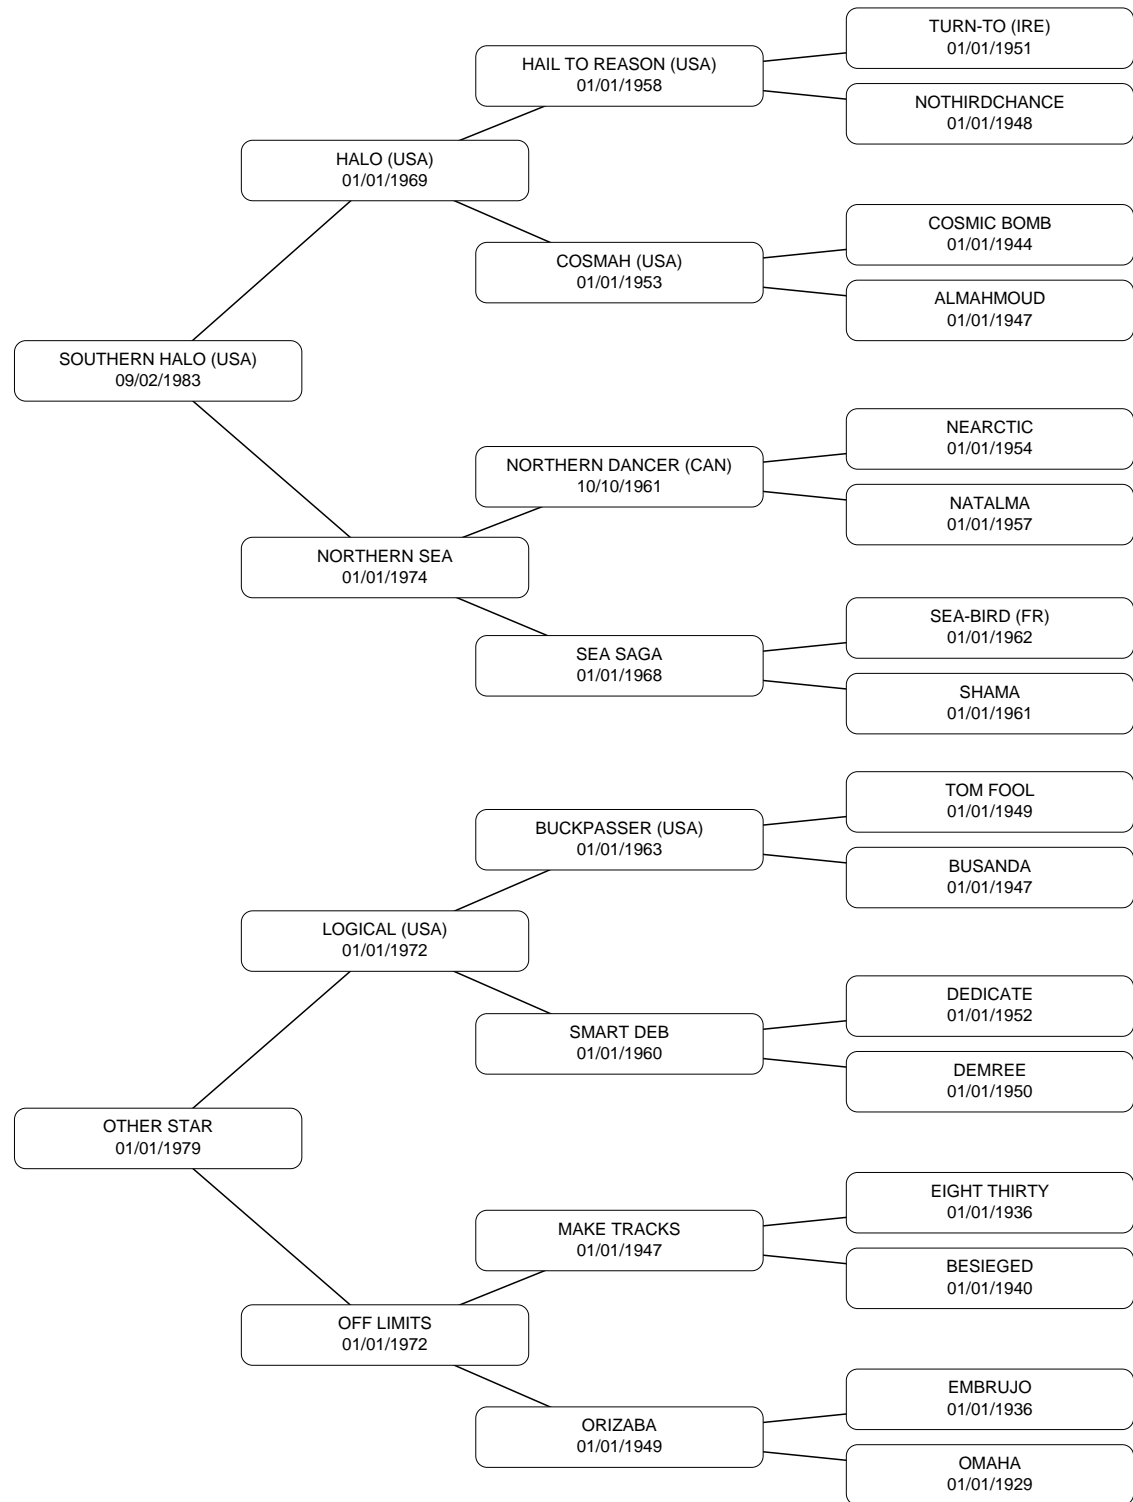 TURN-TO (IRE)
01/01/1951
HAIL TO REASON (USA)
01/01/1958
NOTHIRDCHANCE
01/01/1948
HALO (USA)
01/01/1969
COSMIC BOMB
01/01/1944
COSMAH (USA)
01/01/1953
ALMAHMOUD
01/01/1947
SOUTHERN HALO (USA)
09/02/1983
NEARCTIC
01/01/1954
NORTHERN DANCER (CAN)
10/10/1961
NATALMA
01/01/1957
NORTHERN SEA
01/01/1974
SEA-BIRD (FR)
01/01/1962
SEA SAGA
01/01/1968
SHAMA
01/01/1961
TOM FOOL
01/01/1949
BUCKPASSER (USA)
01/01/1963
BUSANDA
01/01/1947
LOGICAL (USA)
01/01/1972
DEDICATE
01/01/1952
SMART DEB
01/01/1960
DEMREE
01/01/1950
OTHER STAR
01/01/1979
EIGHT THIRTY
01/01/1936
MAKE TRACKS
01/01/1947
BESIEGED
01/01/1940
OFF LIMITS
01/01/1972
EMBRUJO
01/01/1936
ORIZABA
01/01/1949
OMAHA
01/01/1929